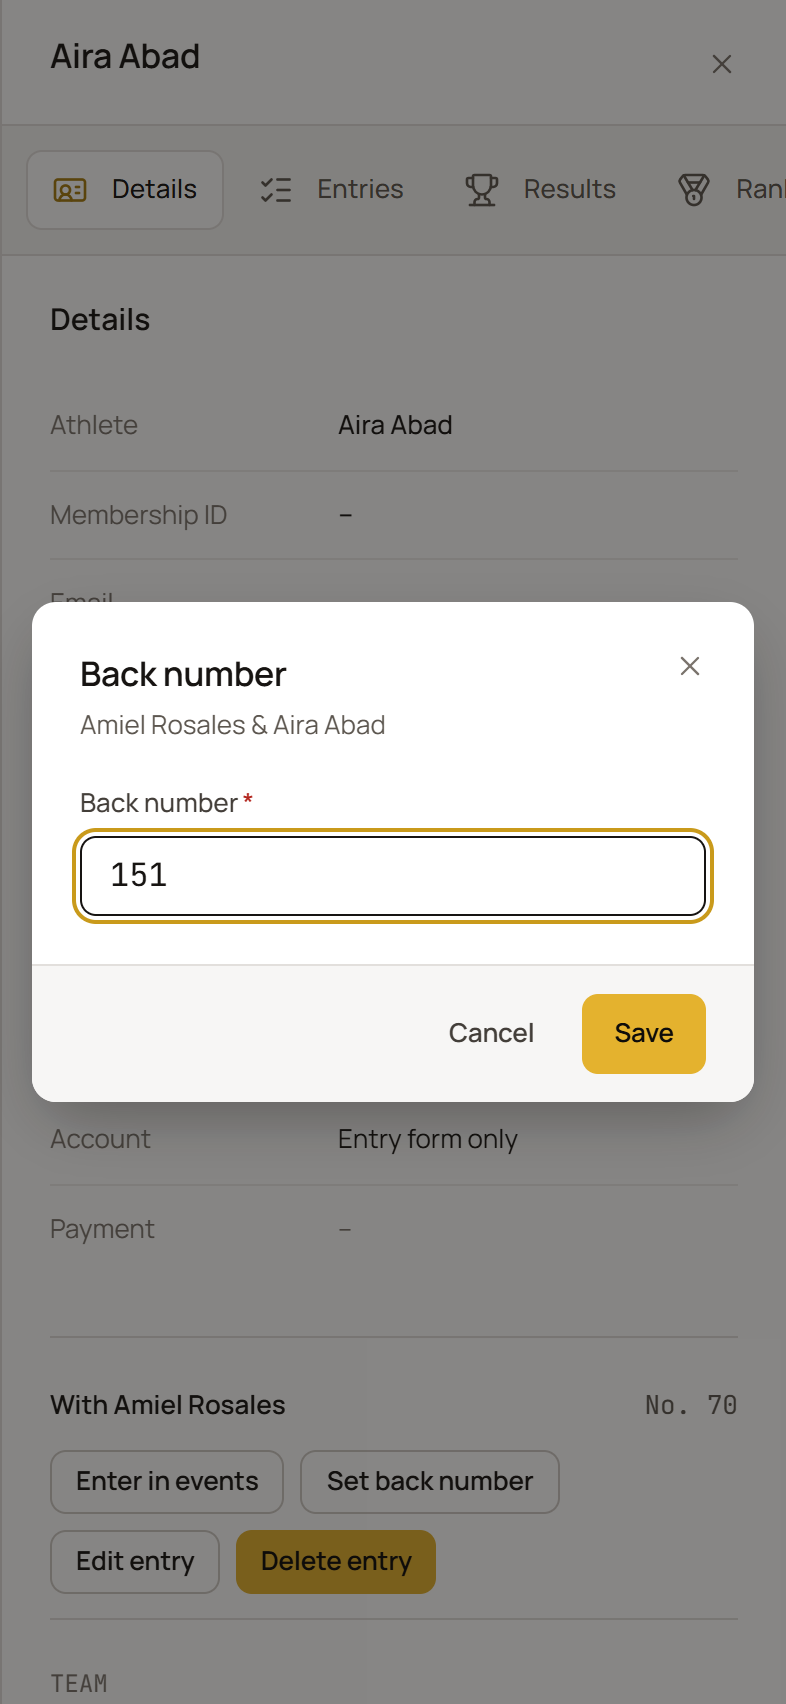 Aira Abad
Details
Entries
Results
Ran
Details
Athlete
Aira Abad
Membership ID
–
Email
Back number
Amiel Rosales & Aira Abad
Back number *
151
Cancel
Save
Account
Entry form only
Payment
–
With Amiel Rosales
No. 70
Enter in events
Set back number
Edit entry
Delete entry
TEAM